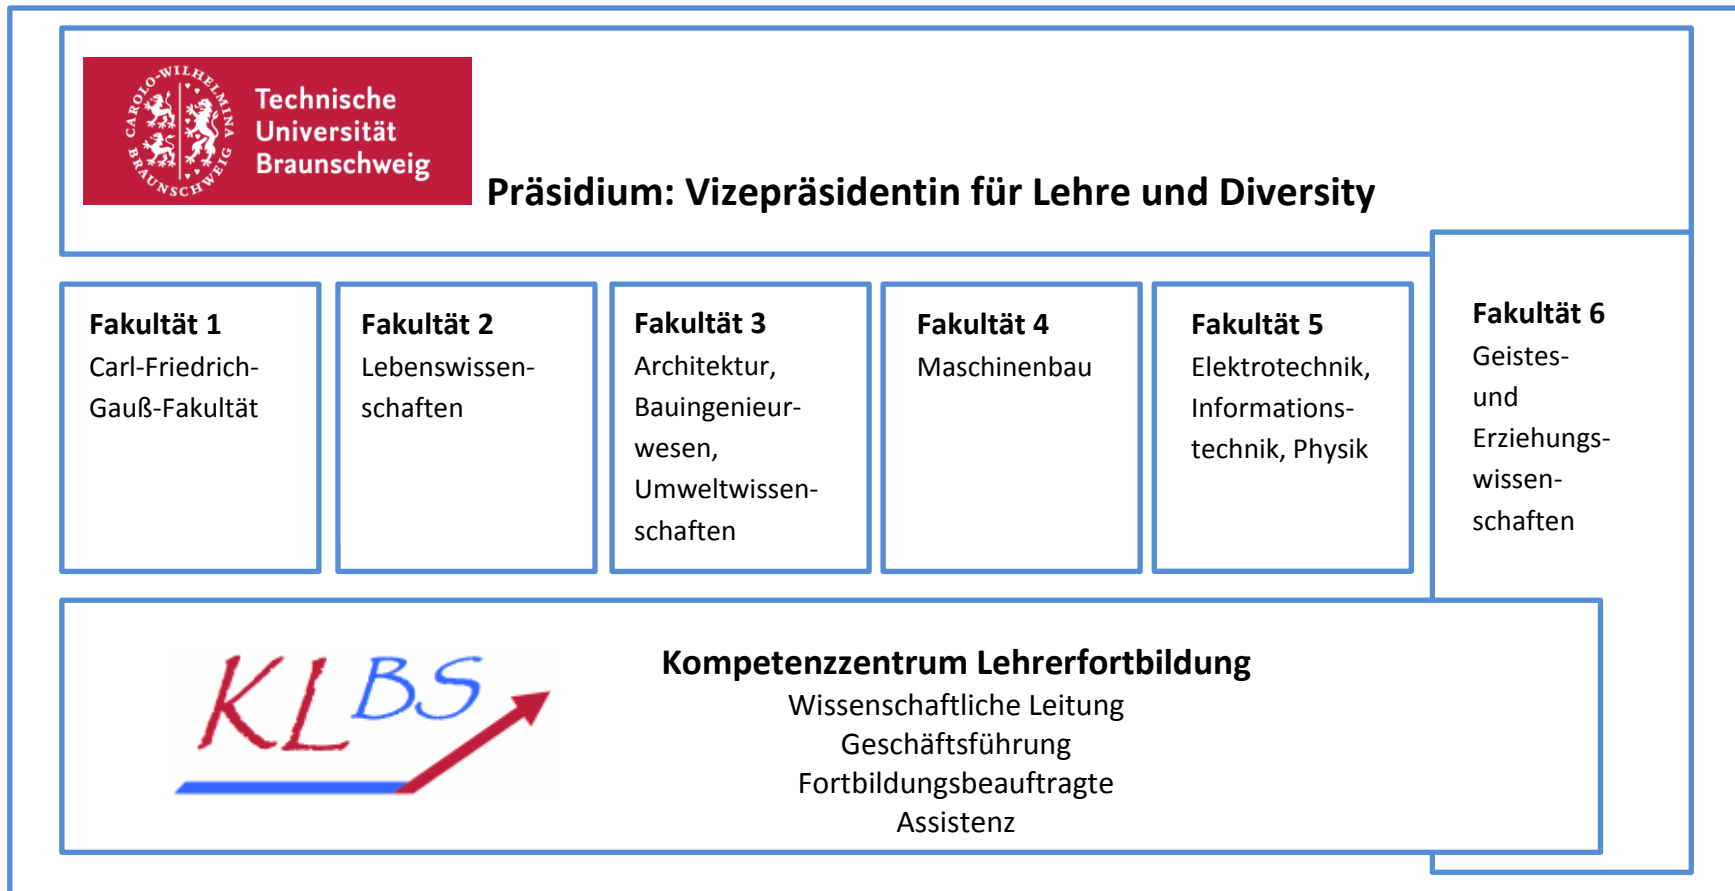 CAROLO-WILHELMINA
BRAUNSCHWEIG
Technische
Universität
Braunschweig
Präsidium: Vizepräsidentin für Lehre und Diversity
Fakultät 1
Carl-Friedrich-
Gauß-Fakultät
Fakultät 2
Lebenswissen-
schaften
Fakultät 3
Architektur,
Bauingenieur-
wesen,
Umweltwissen-
schaften
Fakultät 4
Maschinenbau
Fakultät 5
Elektrotechnik,
Informations-
technik, Physik
Fakultät 6
Geistes-
und
Erziehungs-
wissen-
schaften
KLBS
Kompetenzzentrum Lehrerfortbildung
Wissenschaftliche Leitung
Geschäftsführung
Fortbildungsbeauftragte
Assistenz